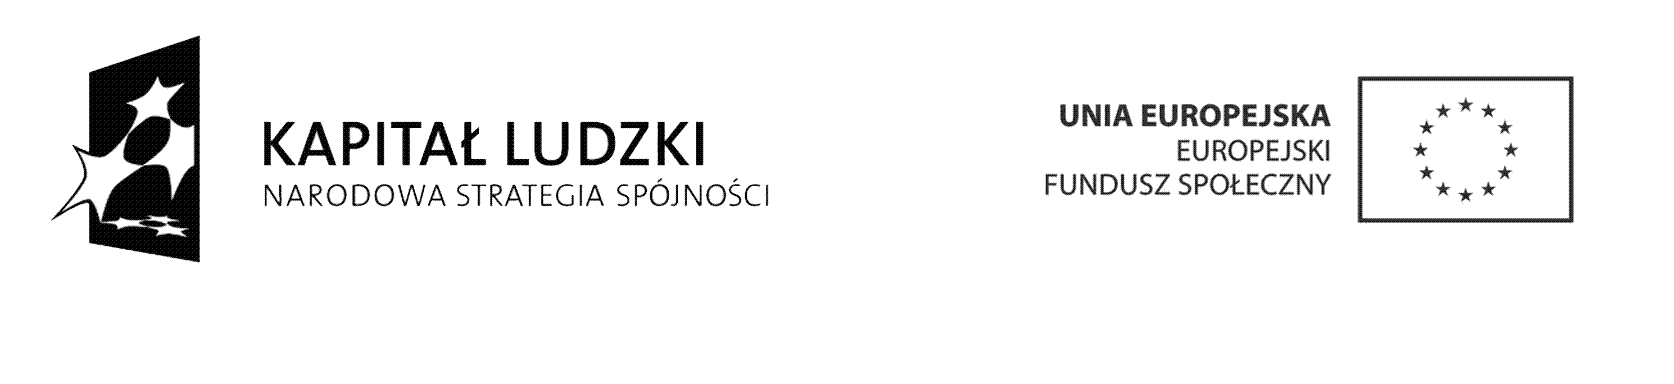 KAPITAŁ LUDZKI
NARODOWA STRATEGIA SPÓJNOŚCI
UNIA EUROPEJSKA
EUROPEJSKI
FUNDUSZ SPOŁECZNY